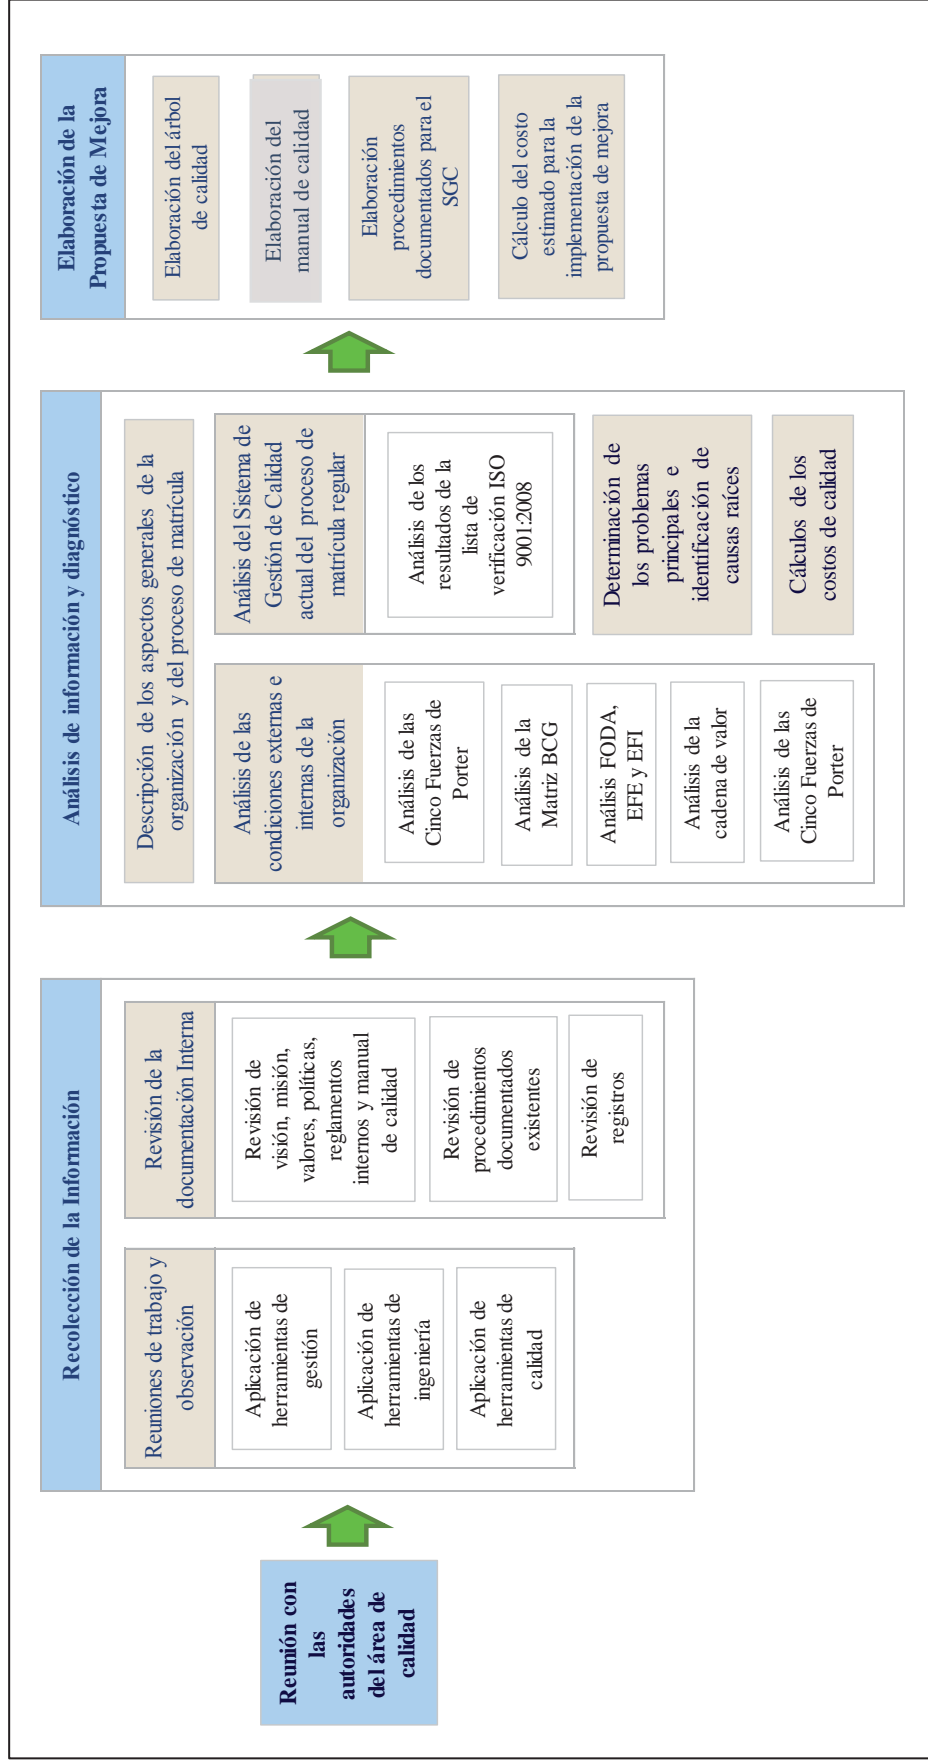 Reunión con
las
autoridades
del área de
calidad
Recolección de la Información
Reuniones de trabajo y
observación
Aplicación de
herramientas de
gestión
Aplicación de
herramientas de
ingeniería
Aplicación de
herramientas de
calidad
Revisión de la
documentación Interna
Revisión de
visión, misión,
valores, políticas,
reglamentos
internos y manual
de calidad
Revisión de
procedimientos
documentados
existentes
Revisión de
registros
Análisis de información y diagnóstico
Descripción de los aspectos generales de la
organización y del proceso de matrícula
Análisis de las
condiciones externas e
internas de la
organización
Análisis de las
Cinco Fuerzas de
Porter
Análisis de la
Matriz BCG
Análisis FODA,
EFE y EFI
Análisis de la
cadena de valor
Análisis de las
Cinco Fuerzas de
Porter
Análisis del Sistema de
Gestión de Calidad
actual del proceso de
matrícula regular
Análisis de los
resultados de la
lista de
verificación ISO
9001:2008
Determinación de
los problemas
principales e
identificación de
causas raíces
Cálculos de los
costos de calidad
Elaboración de la
Propuesta de Mejora
Elaboración del árbol
de calidad
Elaboración del
manual de calidad
Elaboración
procedimientos
documentados para el
SGC
Cálculo del costo
estimado para la
implementación de la
propuesta de mejora